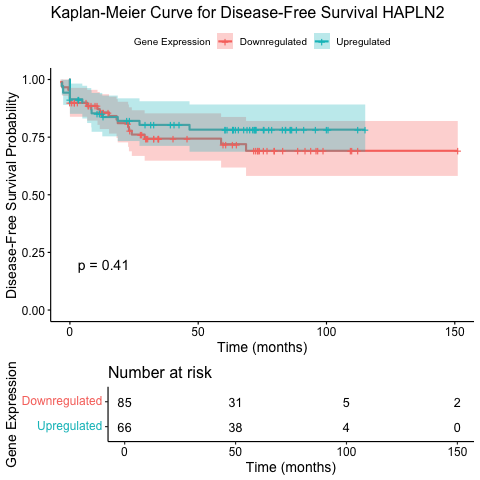 Kaplan-Meier Curve for Disease-Free Survival HAPLN2
Gene Expression Downregulated Upregulated
Disease-Free Survival Probability
1.00
0.75
0.50
0.25
0.00
p = 0.41
0 50 100 150
Time (months)
Number at risk
Gene Expression
Downregulated 85 31 5 2
Upregulated 66 38 4 0
0 50 100 150
Time (months)